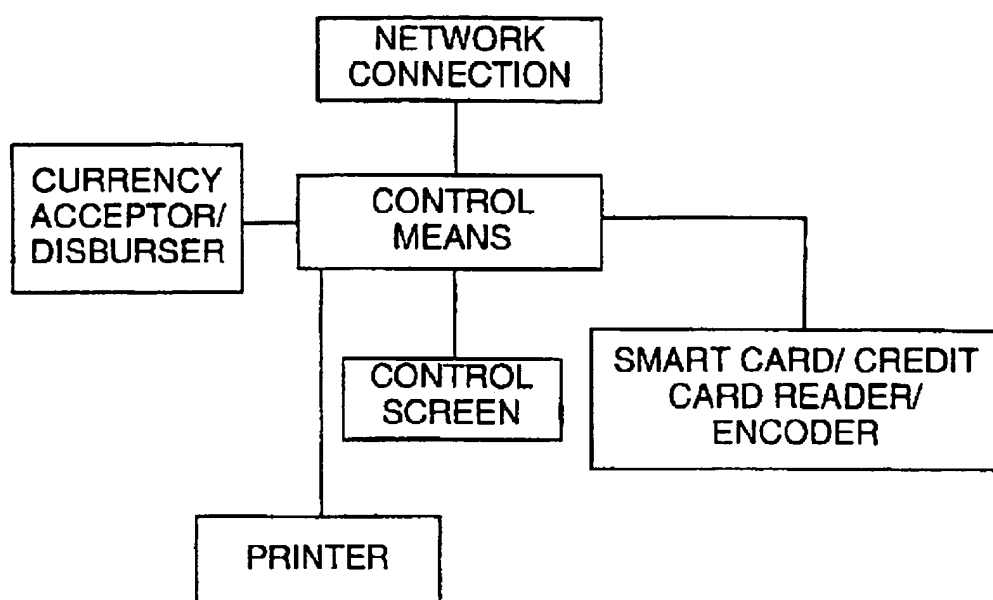 NETWORK
CONNECTION
CURRENCY
ACCEPTOR/
DISBURSER
CONTROL
MEANS
CONTROL
SCREEN
SMART CARD/ CREDIT
CARD READER/
ENCODER
PRINTER